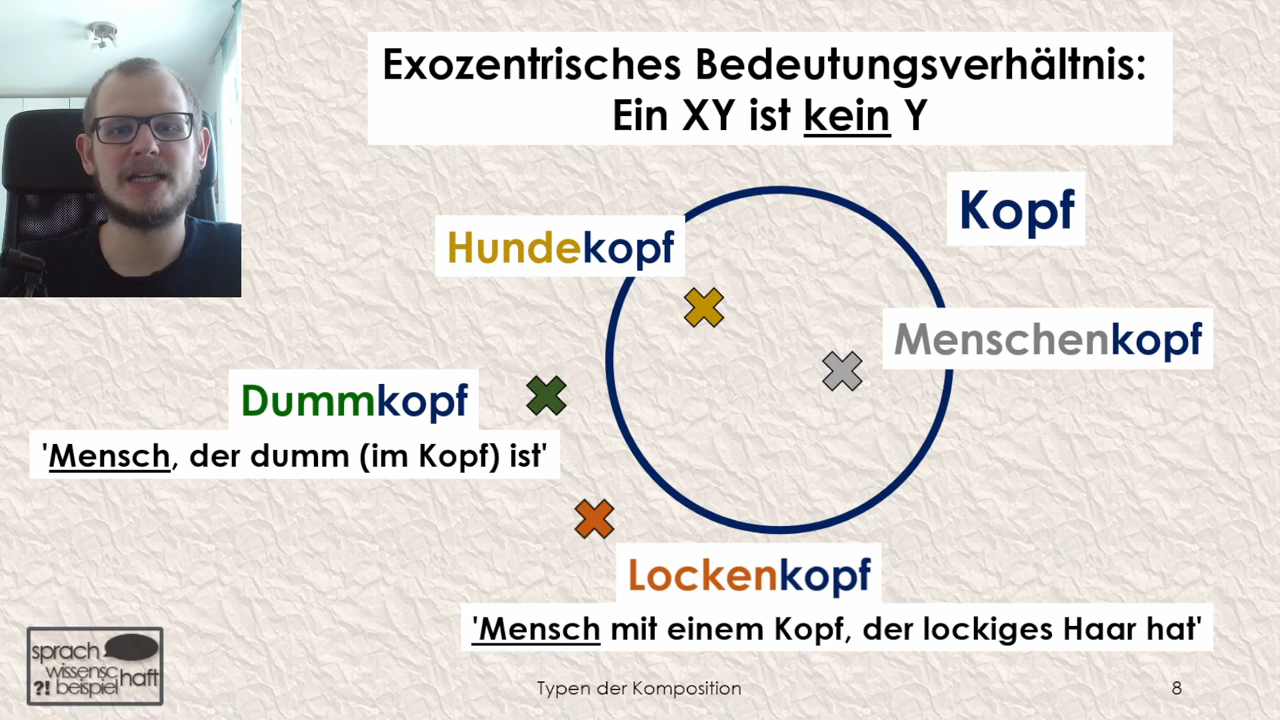 Exozentrisches Bedeutungsverhältnis:
Ein XY ist kein Y
Kopf
Hundekopf
Menschenkopf
Dummkopf
'Mensch, der dumm (im Kopf) ist'
Lockenkopf
'Mensch mit einem Kopf, der lockiges Haar hat'
sprach
wissensc
haft
?! beispiel
Typen der Komposition
8